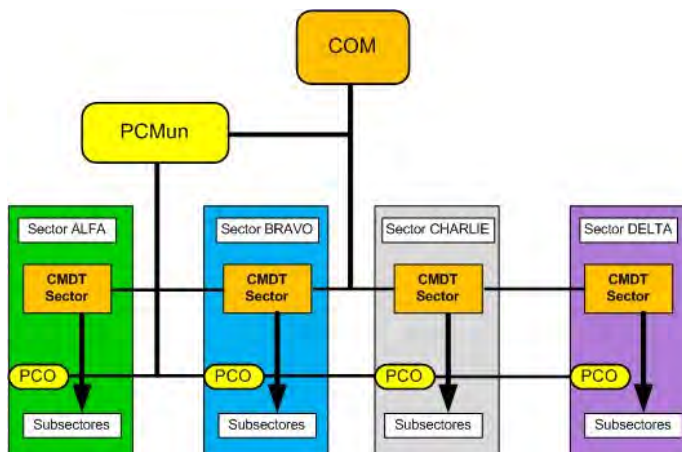 COM
PCMun
Sector ALFA
Sector BRAVO
Sector CHARLIE
Sector DELTA
CMDT
Sector
CMDT
Sector
CMDT
Sector
CMDT
Sector
PCO
PCO
PCO
PCO
Subsectores
Subsectores
Subsectores
Subsectores